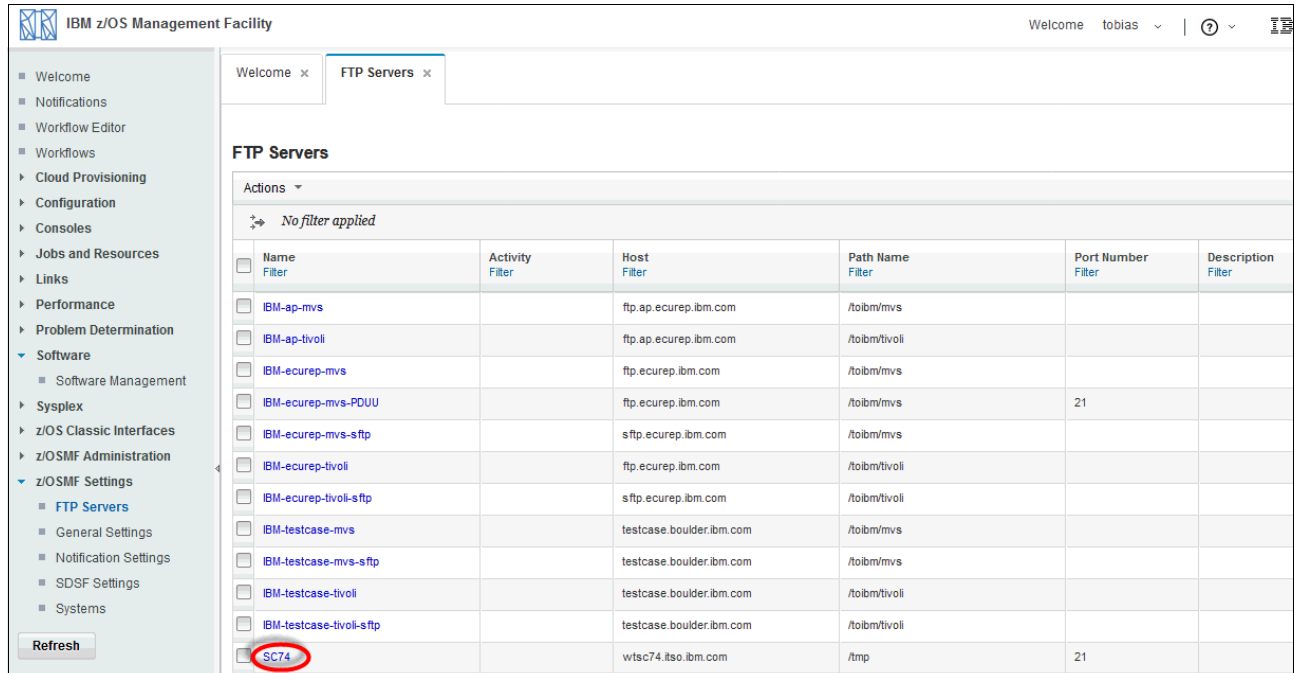 IBM z/OS Management Facility
Welcome tobias
Welcome
Notifications
Workflow Editor
Workflows
Cloud Provisioning
Configuration
Consoles
Jobs and Resources
Links
Performance
Problem Determination
Software
Software Management
Sysplex
z/OS Classic Interfaces
z/OSMF Administration
z/OSMF Settings
FTP Servers
General Settings
Notification Settings
SDSF Settings
Systems
Refresh
Welcome × FTP Servers ×
FTP Servers
Actions
No filter applied
Name Activity Host Path Name Port Number Description
Filter Filter Filter Filter Filter Filter
IBM-ap-mvs ftp.ap.ecurep.ibm.com /toibm/mvs
IBM-ap-tivoli ftp.ap.ecurep.ibm.com /toibm/tivoli
IBM-ecurep-mvs ftp.ecurep.ibm.com /toibm/mvs
IBM-ecurep-mvs-PDUU ftp.ecurep.ibm.com /toibm/mvs 21
IBM-ecurep-mvs-sftp sftp.ecurep.ibm.com /toibm/mvs
IBM-ecurep-tivoli ftp.ecurep.ibm.com /toibm/tivoli
IBM-ecurep-tivoli-sftp sftp.ecurep.ibm.com /toibm/tivoli
IBM-testcase-mvs testcase.boulder.ibm.com /toibm/mvs
IBM-testcase-mvs-sftp testcase.boulder.ibm.com /toibm/mvs
IBM-testcase-tivoli testcase.boulder.ibm.com /toibm/tivoli
IBM-testcase-tivoli-sftp testcase.boulder.ibm.com /toibm/tivoli
SC74 wtsc74.itso.ibm.com /tmp 21